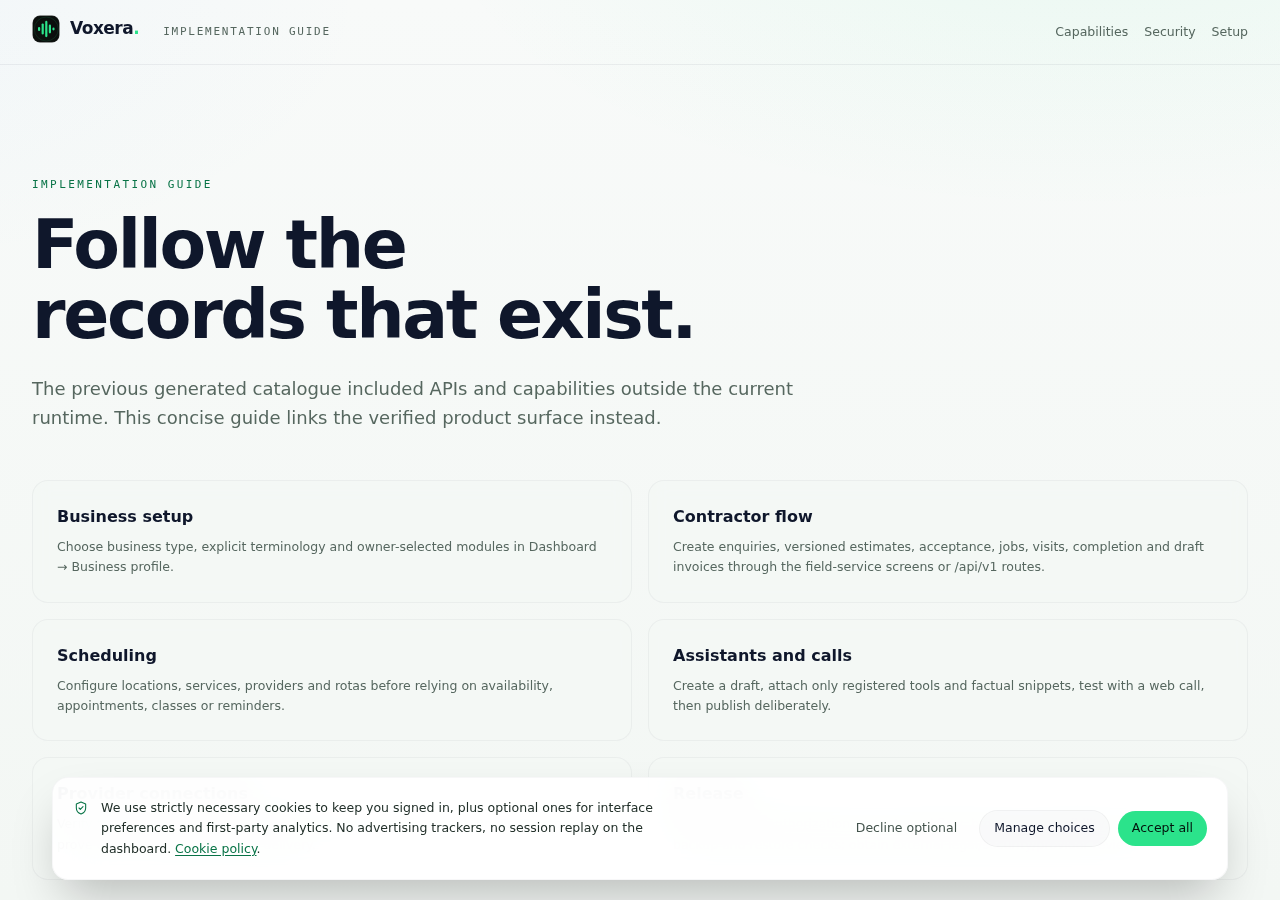 Voxera.
IMPLEMENTATION GUIDE
Capabilities Security Setup
IMPLEMENTATION GUIDE
Follow the
records that exist.
The previous generated catalogue included APIs and capabilities outside the current
runtime. This concise guide links the verified product surface instead.
Business setup
Choose business type, explicit terminology and owner-selected modules in Dashboard
→ Business profile.
Contractor flow
Create enquiries, versioned estimates, acceptance, jobs, visits, completion and draft
invoices through the field-service screens or /api/v1 routes.
Scheduling
Configure locations, services, providers and rotas before relying on availability,
appointments, classes or reminders.
Assistants and calls
Create a draft, attach only registered tools and factual snippets, test with a web call,
then publish deliberately.
Provider connections
Release
We use strictly necessary cookies to keep you signed in, plus optional ones for interface
preferences and first-party analytics. No advertising trackers, no session replay on the
dashboard. Cookie policy.
Decline optional
Manage choices
Accept all